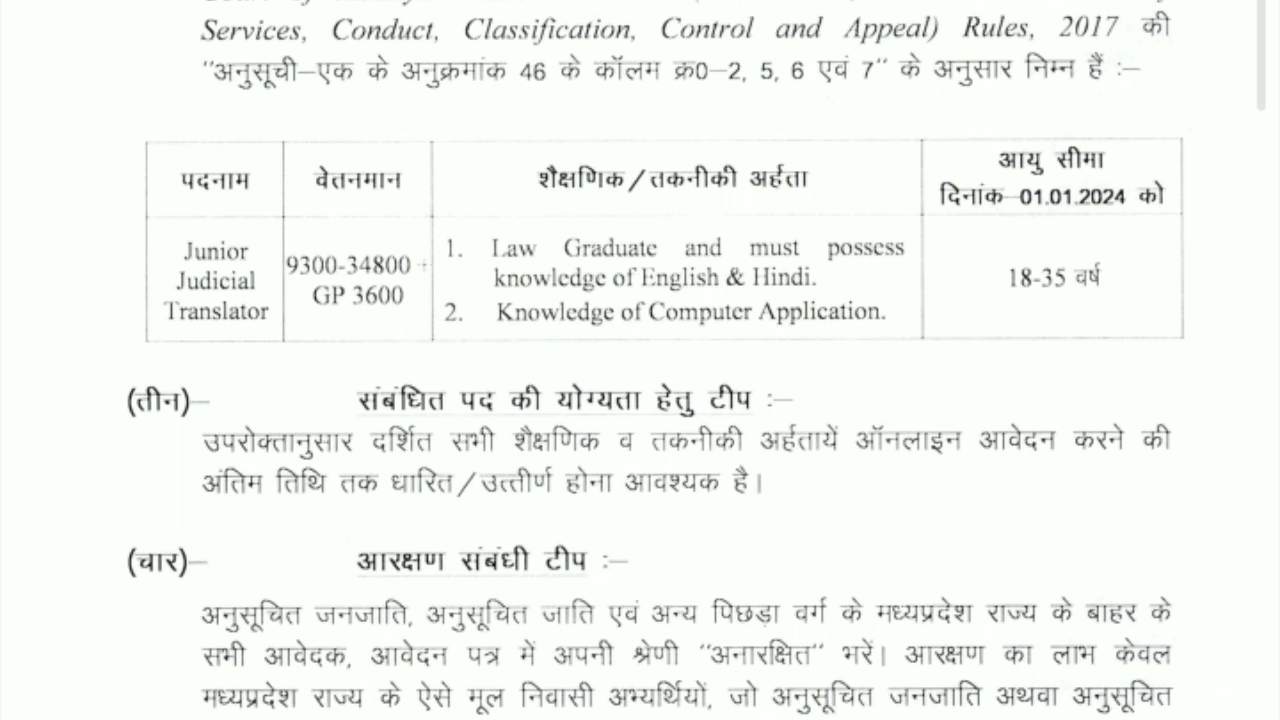 Services, Conduct, Classification, Control and Appeal) Rules, 2017 की
"अनुसूची–एक के अनुक्रमांक 46 के कॉलम क्र0–2, 5, 6 एवं 7" के अनुसार निम्न हैं :–
पदनाम
वेतनमान
शैक्षणिक/तकनीकी अर्हता
आयु सीमा
दिनांक 01.01.2024 को
Junior
Judicial
Translator
9300-34800 +
GP 3600
1. Law Graduate and must possess
knowledge of English & Hindi.
2. Knowledge of Computer Application.
18-35 वर्ष
(तीन)– संबंधित पद की योग्यता हेतु टीप :–
उपरोक्तानुसार दर्शित सभी शैक्षणिक व तकनीकी अर्हतायें ऑनलाइन आवेदन करने की
अंतिम तिथि तक धारित/उत्तीर्ण होना आवश्यक है।
(चार)– आरक्षण संबंधी टीप :–
अनुसूचित जनजाति, अनुसूचित जाति एवं अन्य पिछड़ा वर्ग के मध्यप्रदेश राज्य के बाहर के
सभी आवेदक, आवेदन पत्र में अपनी श्रेणी "अनारक्षित" भरें। आरक्षण का लाभ केवल
मध्यप्रदेश राज्य के ऐसे मूल निवासी अभ्यर्थियों, जो अनुसूचित जनजाति अथवा अनुसूचित